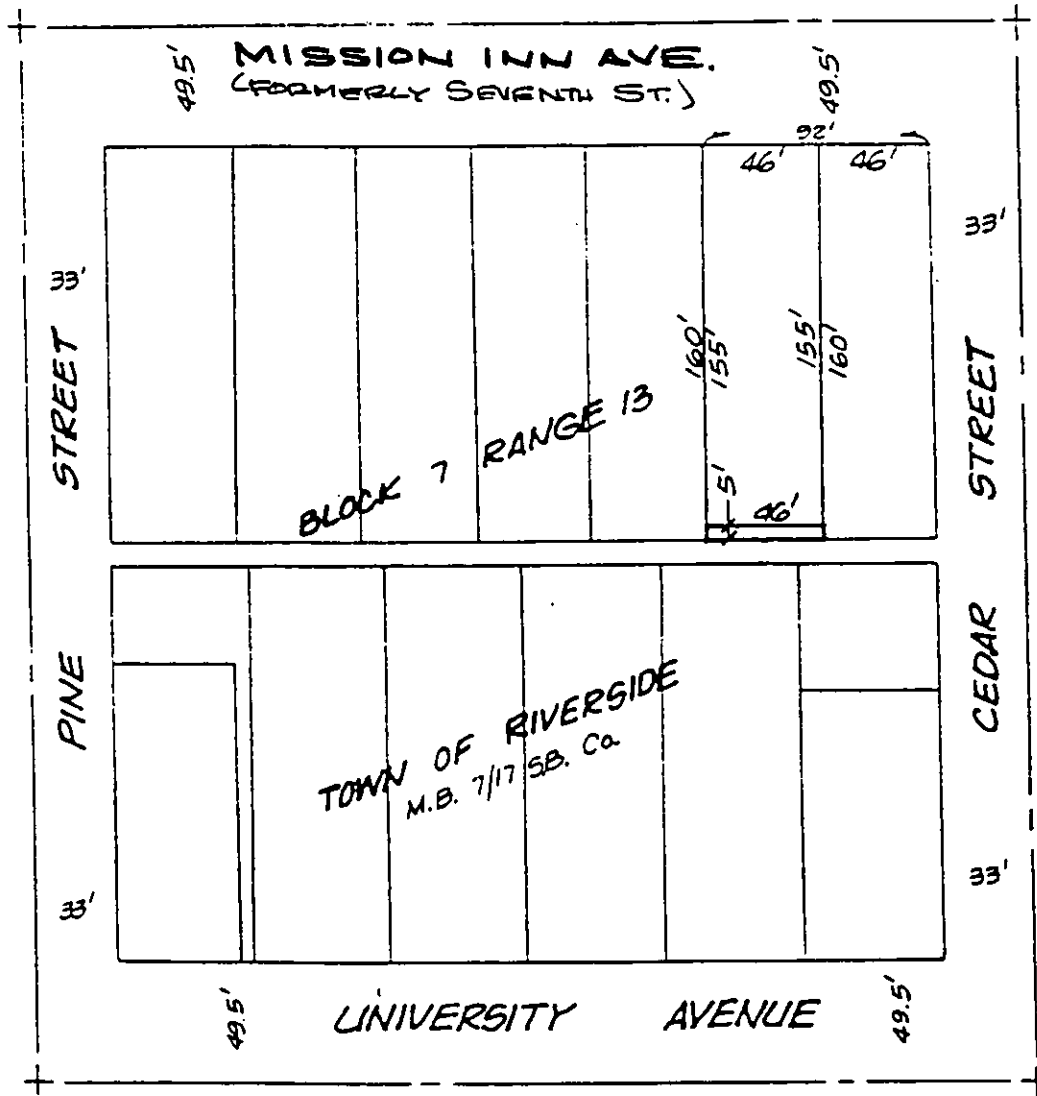 MISSION INN AVE.
(FORMERLY SEVENTH ST.)
49.5'
49.5'
92'
46'
46'
33'
33'
STREET
PINE
33'
160'
155'
155'
160'
STREET
CEDAR
33'
BLOCK 7 RANGE 13
5'
46'
TOWN OF RIVERSIDE
M.B. 7/17 S.B. Co.
49.5'
UNIVERSITY AVENUE
49.5'